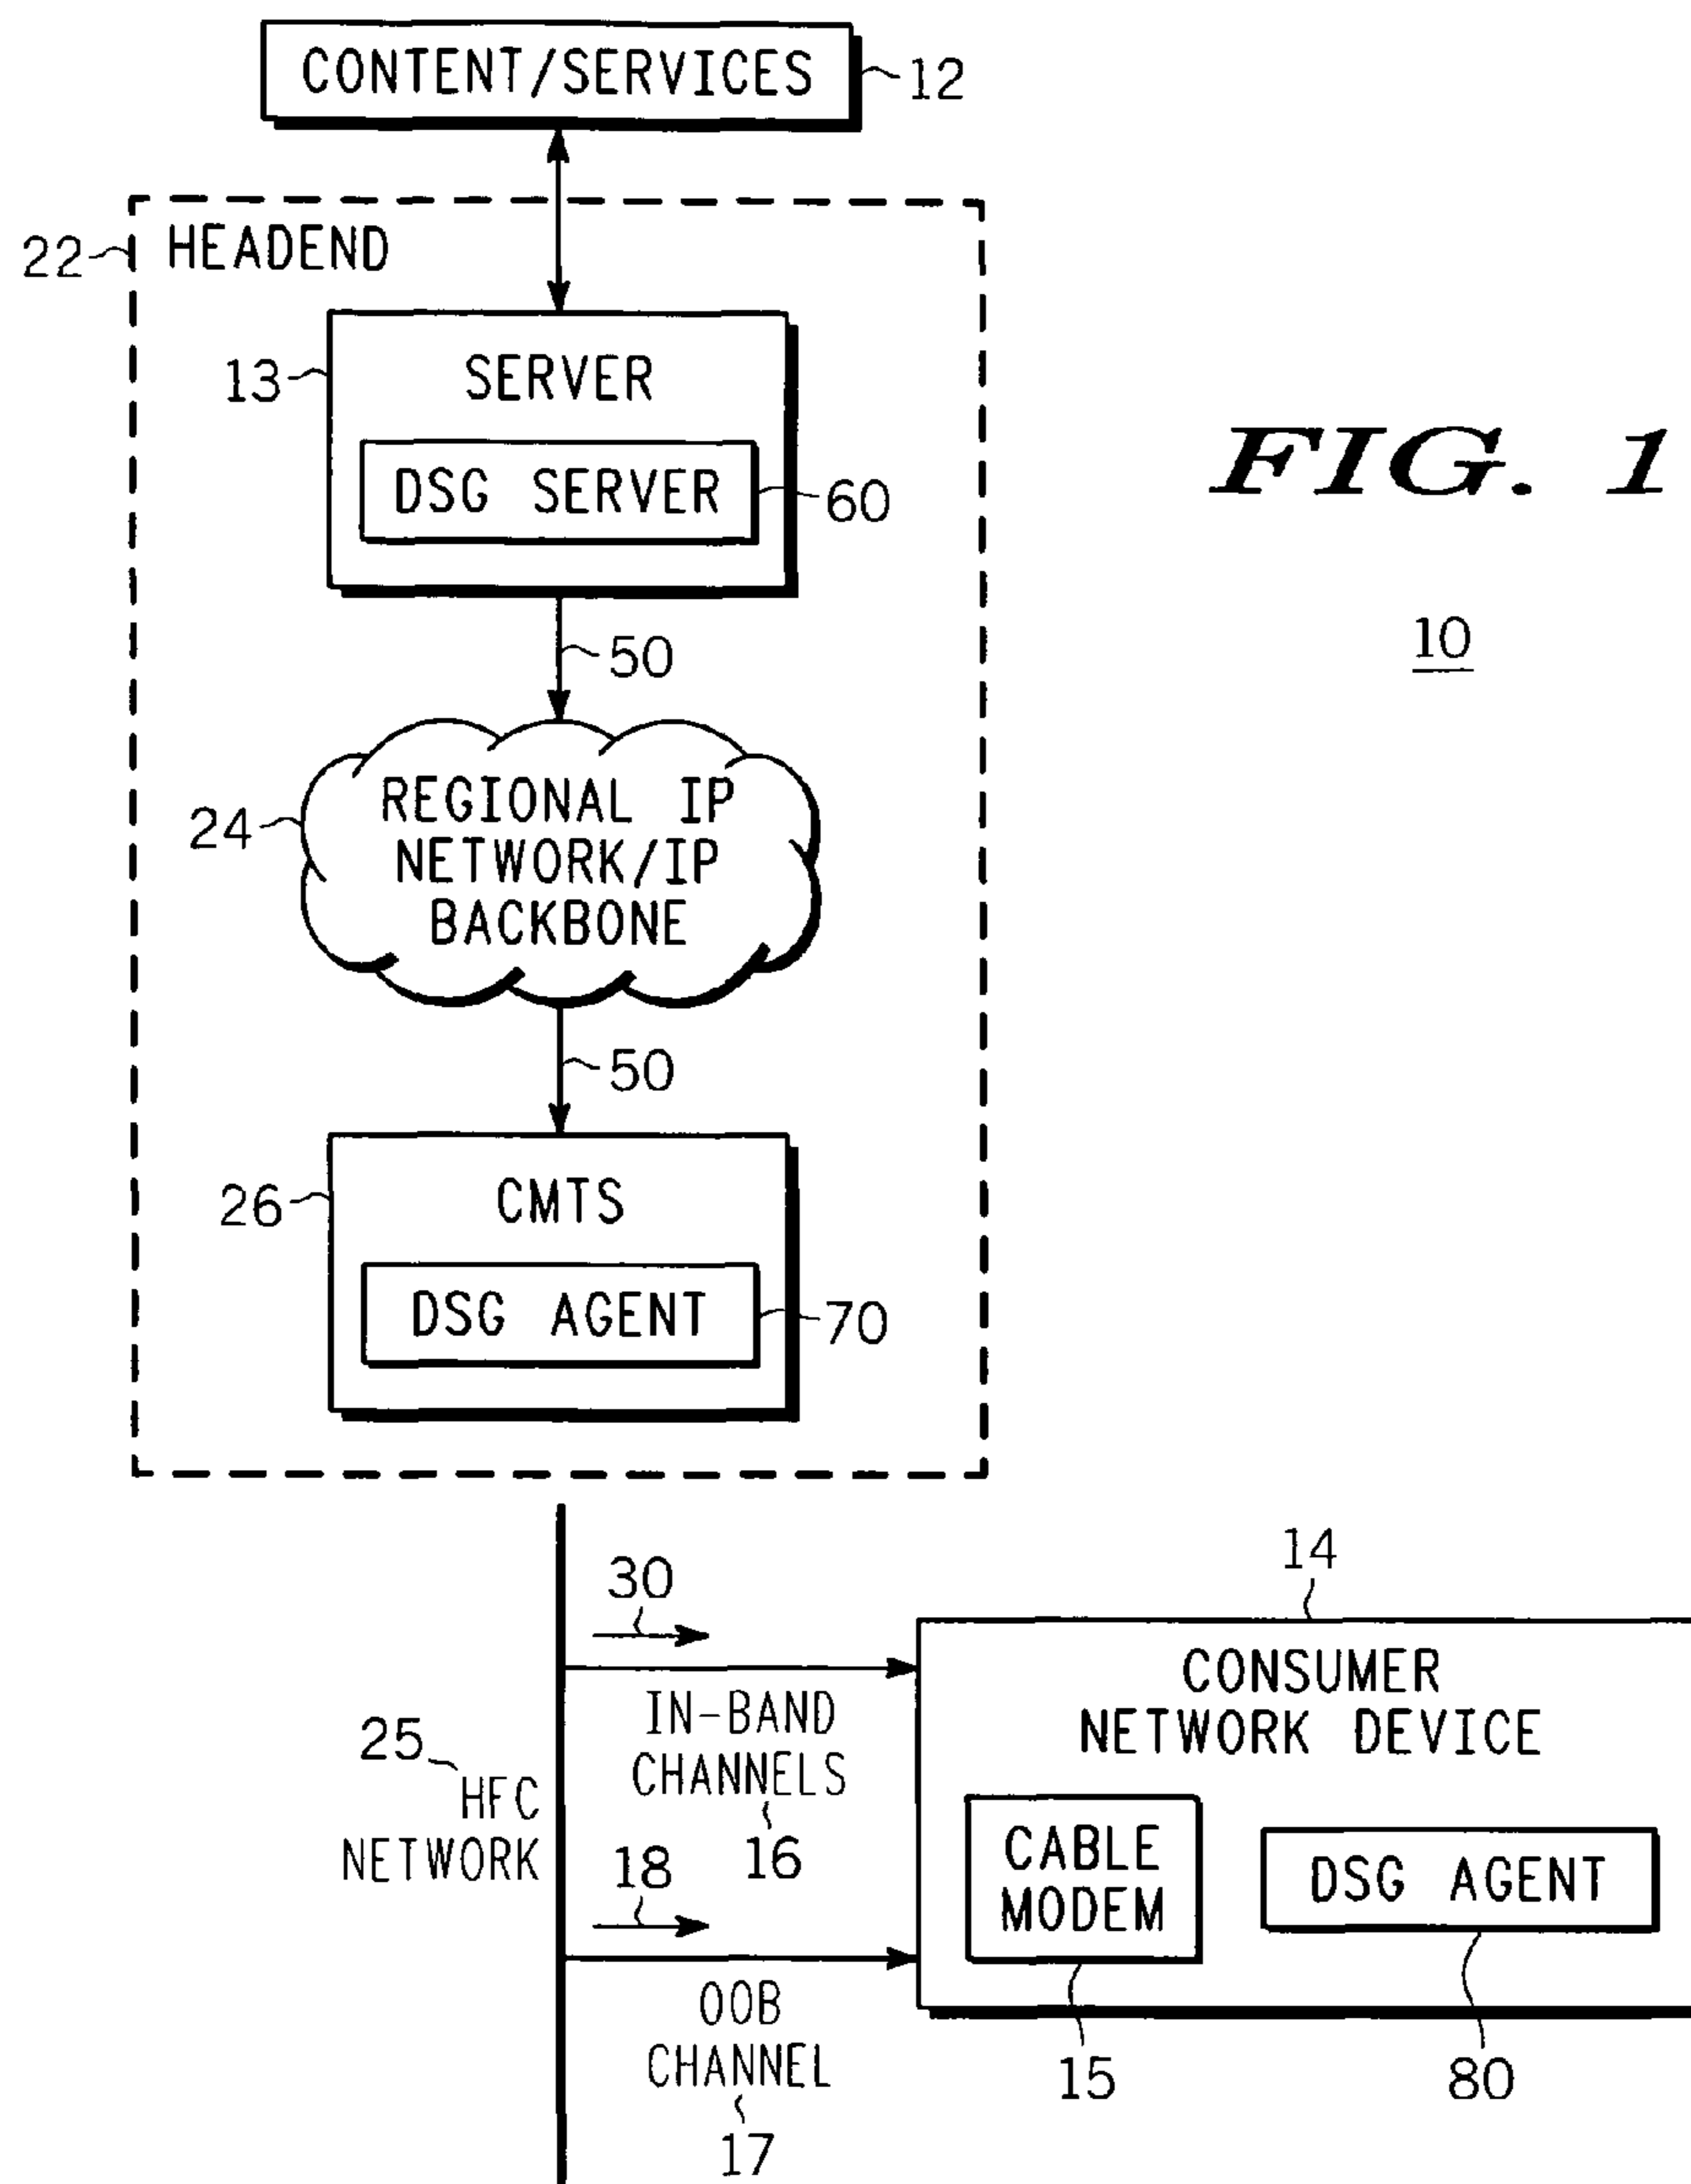 CONTENT/SERVICES
12
22
HEADEND
13
SERVER
DSG SERVER
60
FIG. 1
10
50
24
REGIONAL IP
NETWORK/IP
BACKBONE
50
26
CMTS
DSG AGENT
70
14
30
CONSUMER
NETWORK DEVICE
IN-BAND
CHANNELS
16
25
HFC
NETWORK
18
CABLE
MODEM
DSG AGENT
OOB
CHANNEL
17
15
80